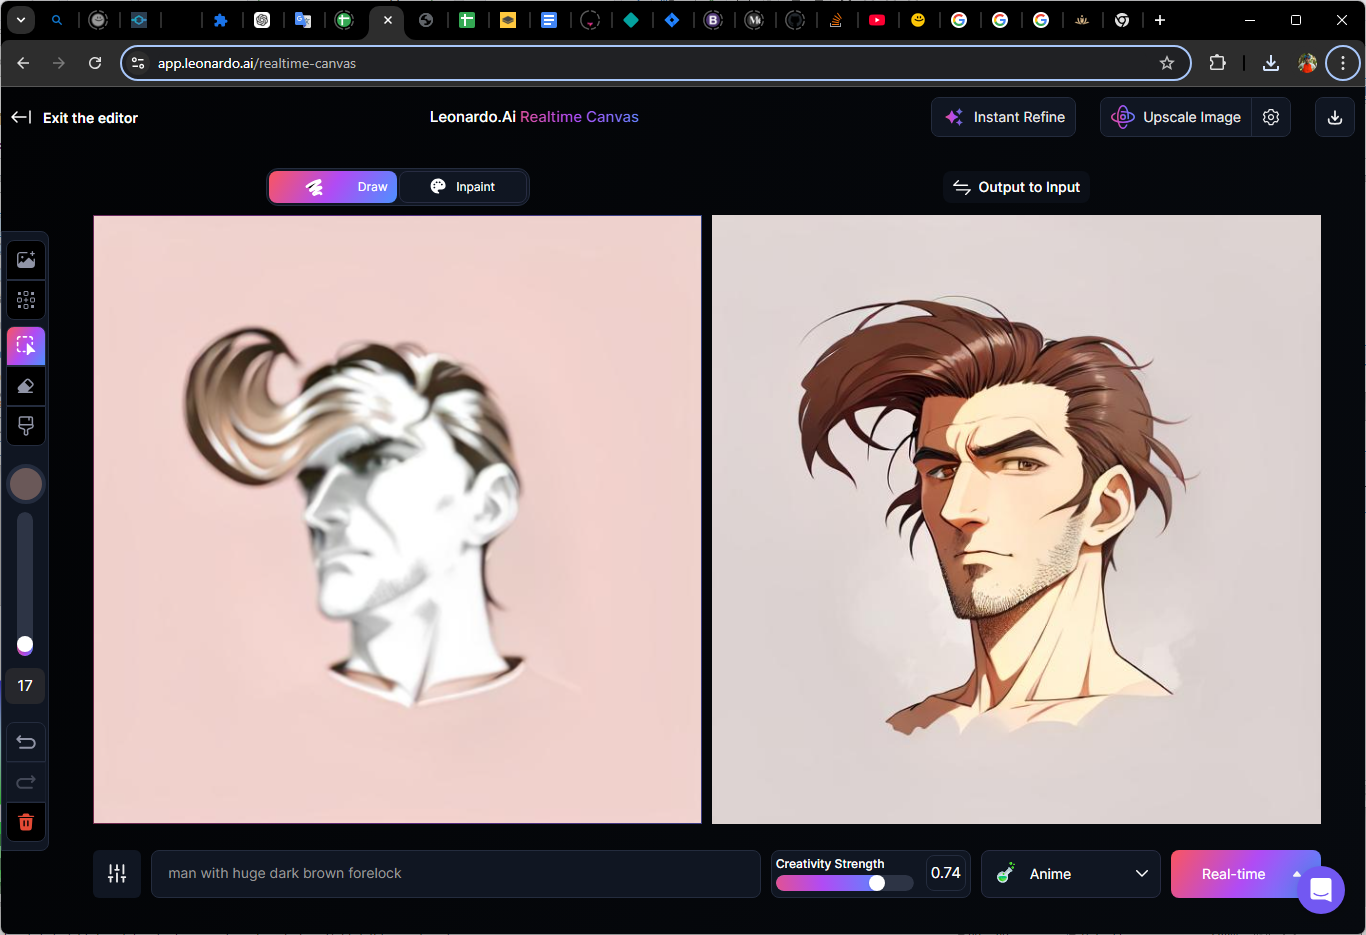 app.leonardo.ai/realtime-canvas
Exit the editor
Leonardo.Ai Realtime Canvas
Instant Refine
Upscale Image
Draw
Inpaint
Output to Input
17
man with huge dark brown forelock
Creativity Strength
0.74
Anime
Real-time